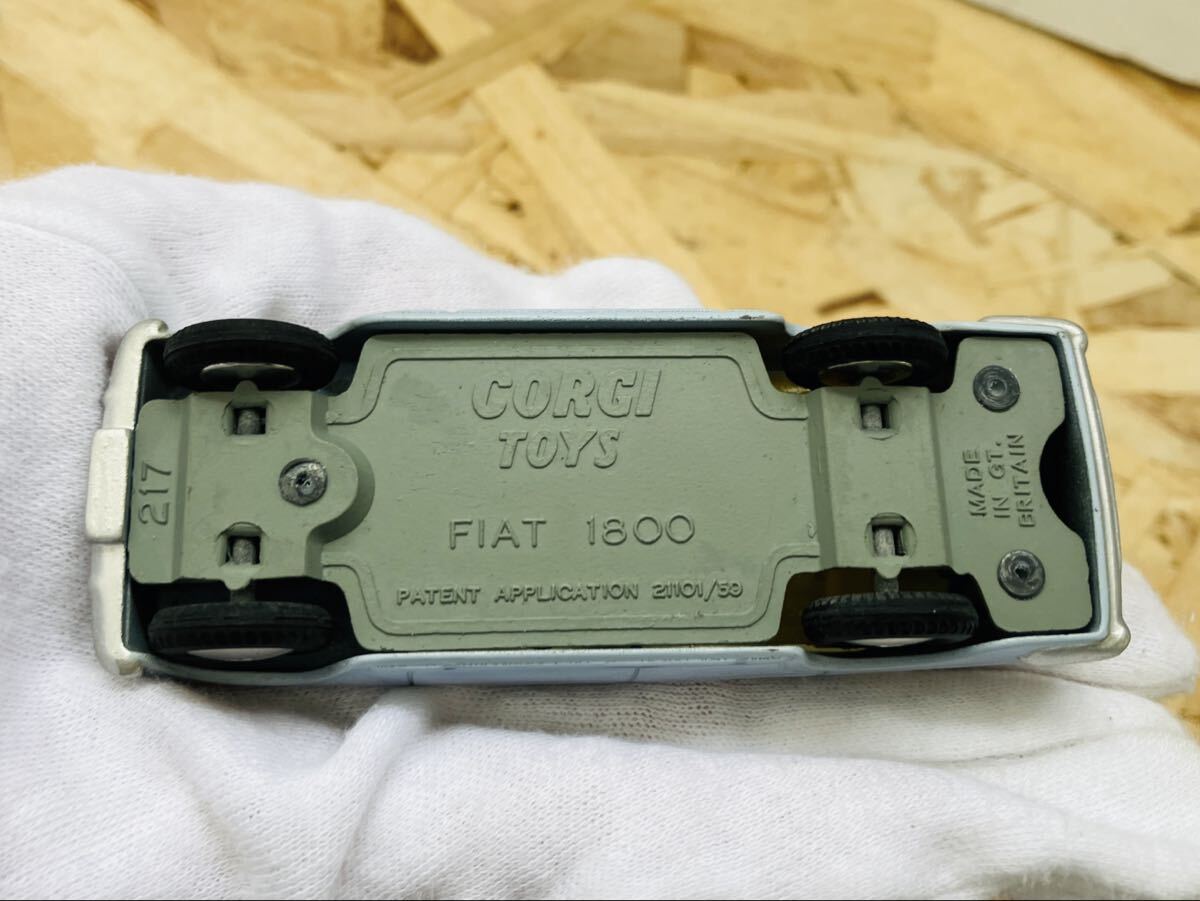 217
CORGI
TOYS
FIAT 1800
PATENT APPLICATION 21101/59
MADE
IN GT.
BRITAIN